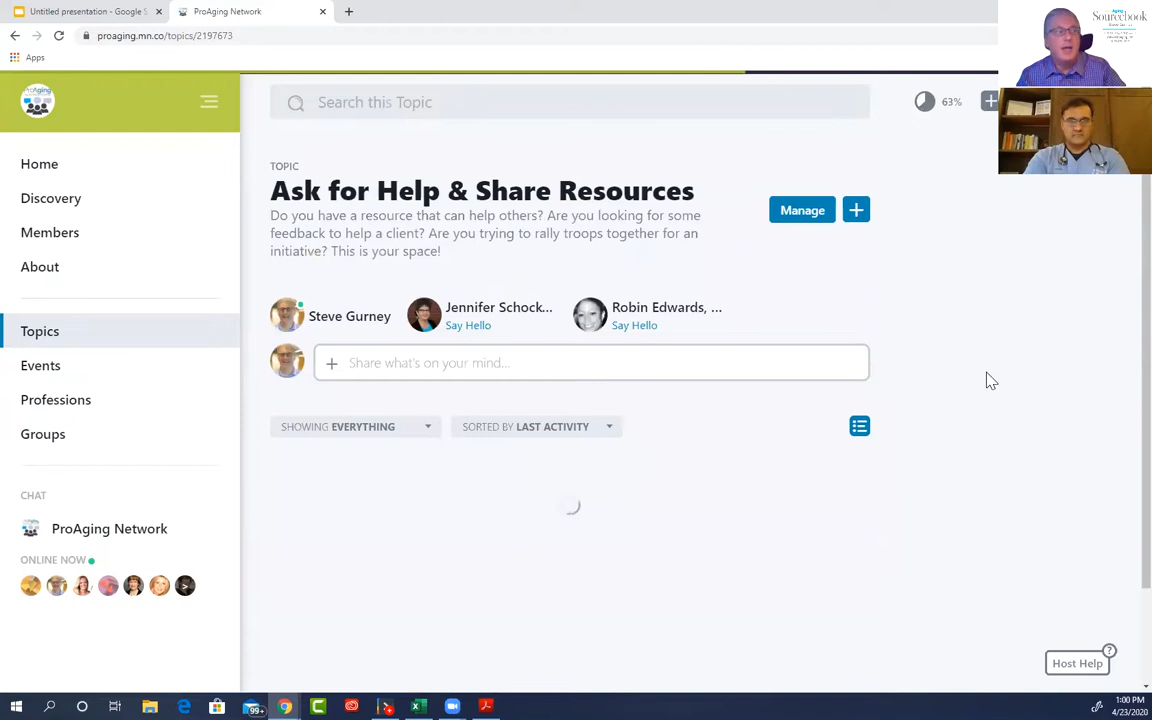 Untitled presentation - Google S
ProAging Network
proaging.mn.co/topics/2197673
Apps
Sourcebook
ProAging
Search this Topic
63%
Home
Discovery
Members
About
Topics
Events
Professions
Groups
CHAT
ProAging Network
ONLINE NOW
TOPIC
Ask for Help & Share Resources
Do you have a resource that can help others? Are you looking for some
feedback to help a client? Are you trying to rally troops together for an
initiative? This is your space!
Manage
Steve Gurney
Jennifer Schock...
Say Hello
Robin Edwards, ...
Say Hello
Share what's on your mind...
SHOWING EVERYTHING
SORTED BY LAST ACTIVITY
Host Help
?
99+
1:00 PM
4/23/2020